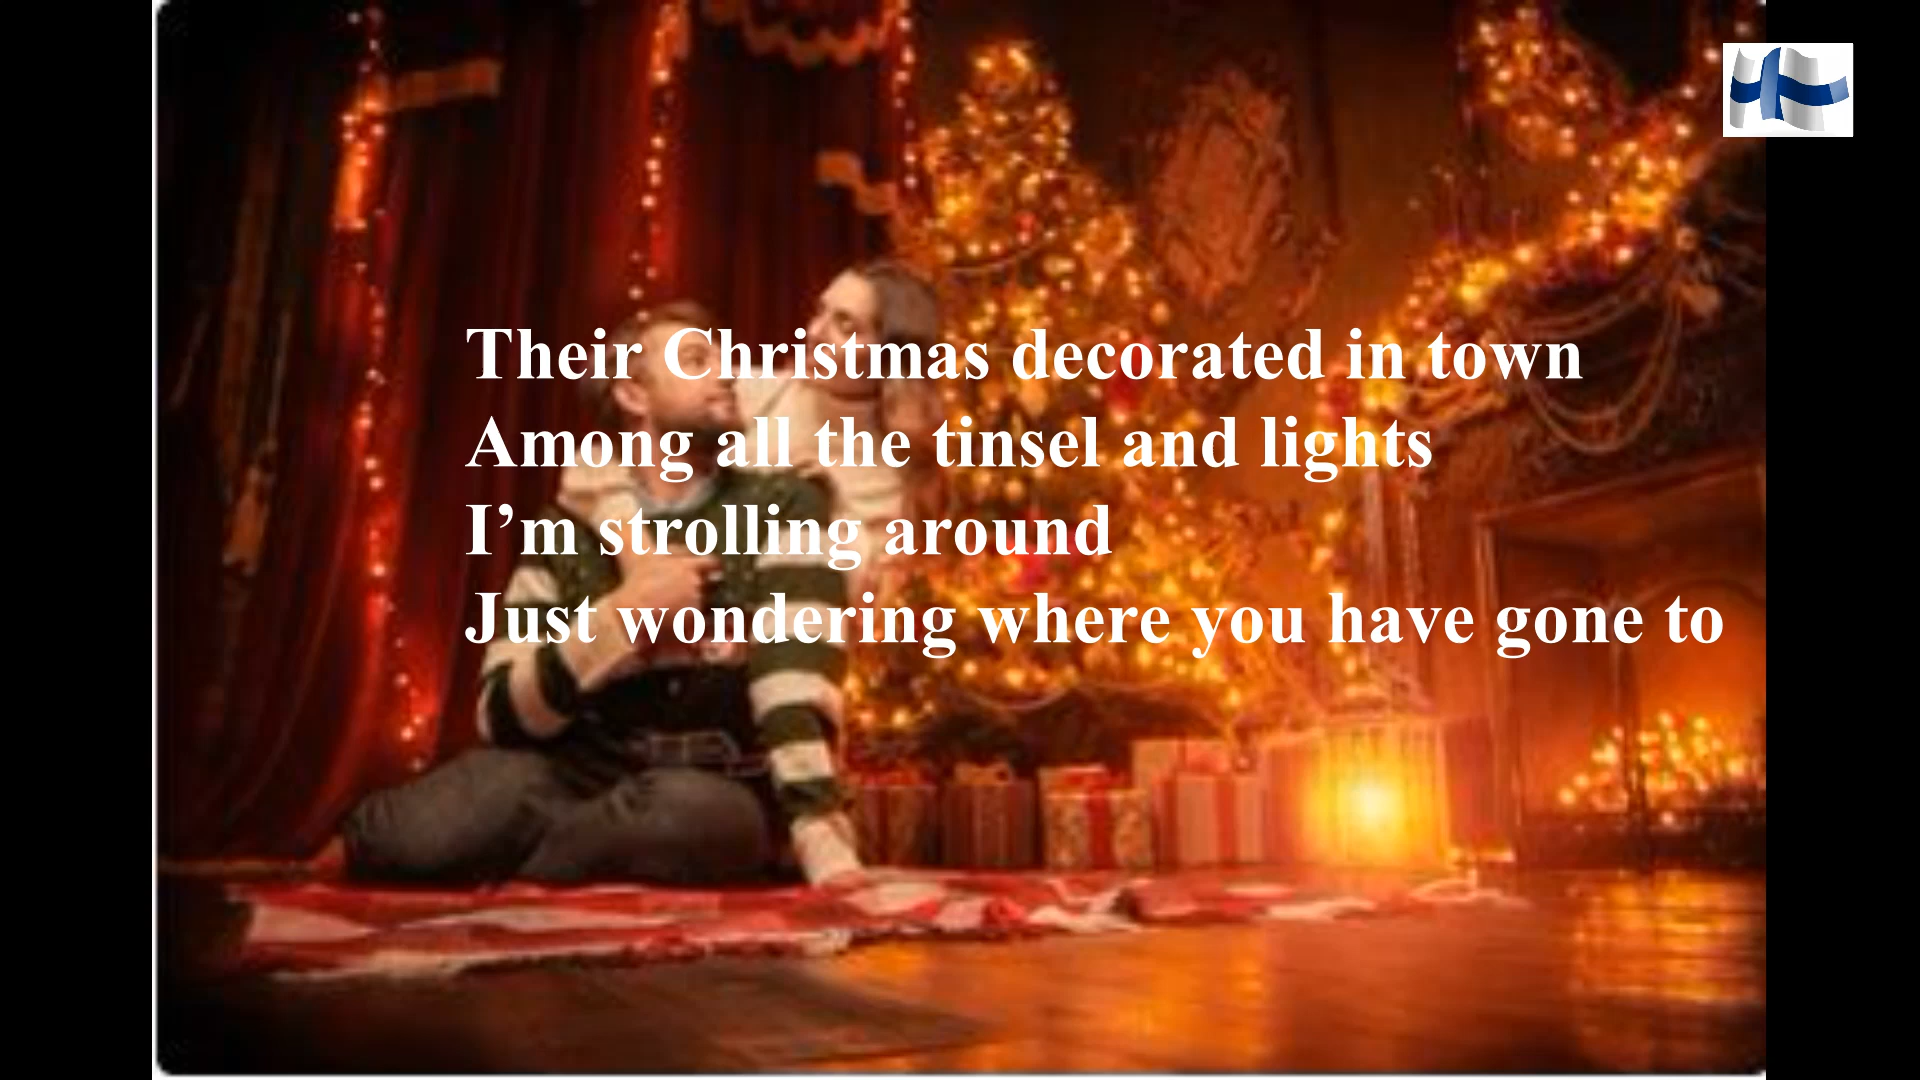 Their Christmas decorated in town
Among all the tinsel and lights
I’m strolling around
Just wondering where you have gone to